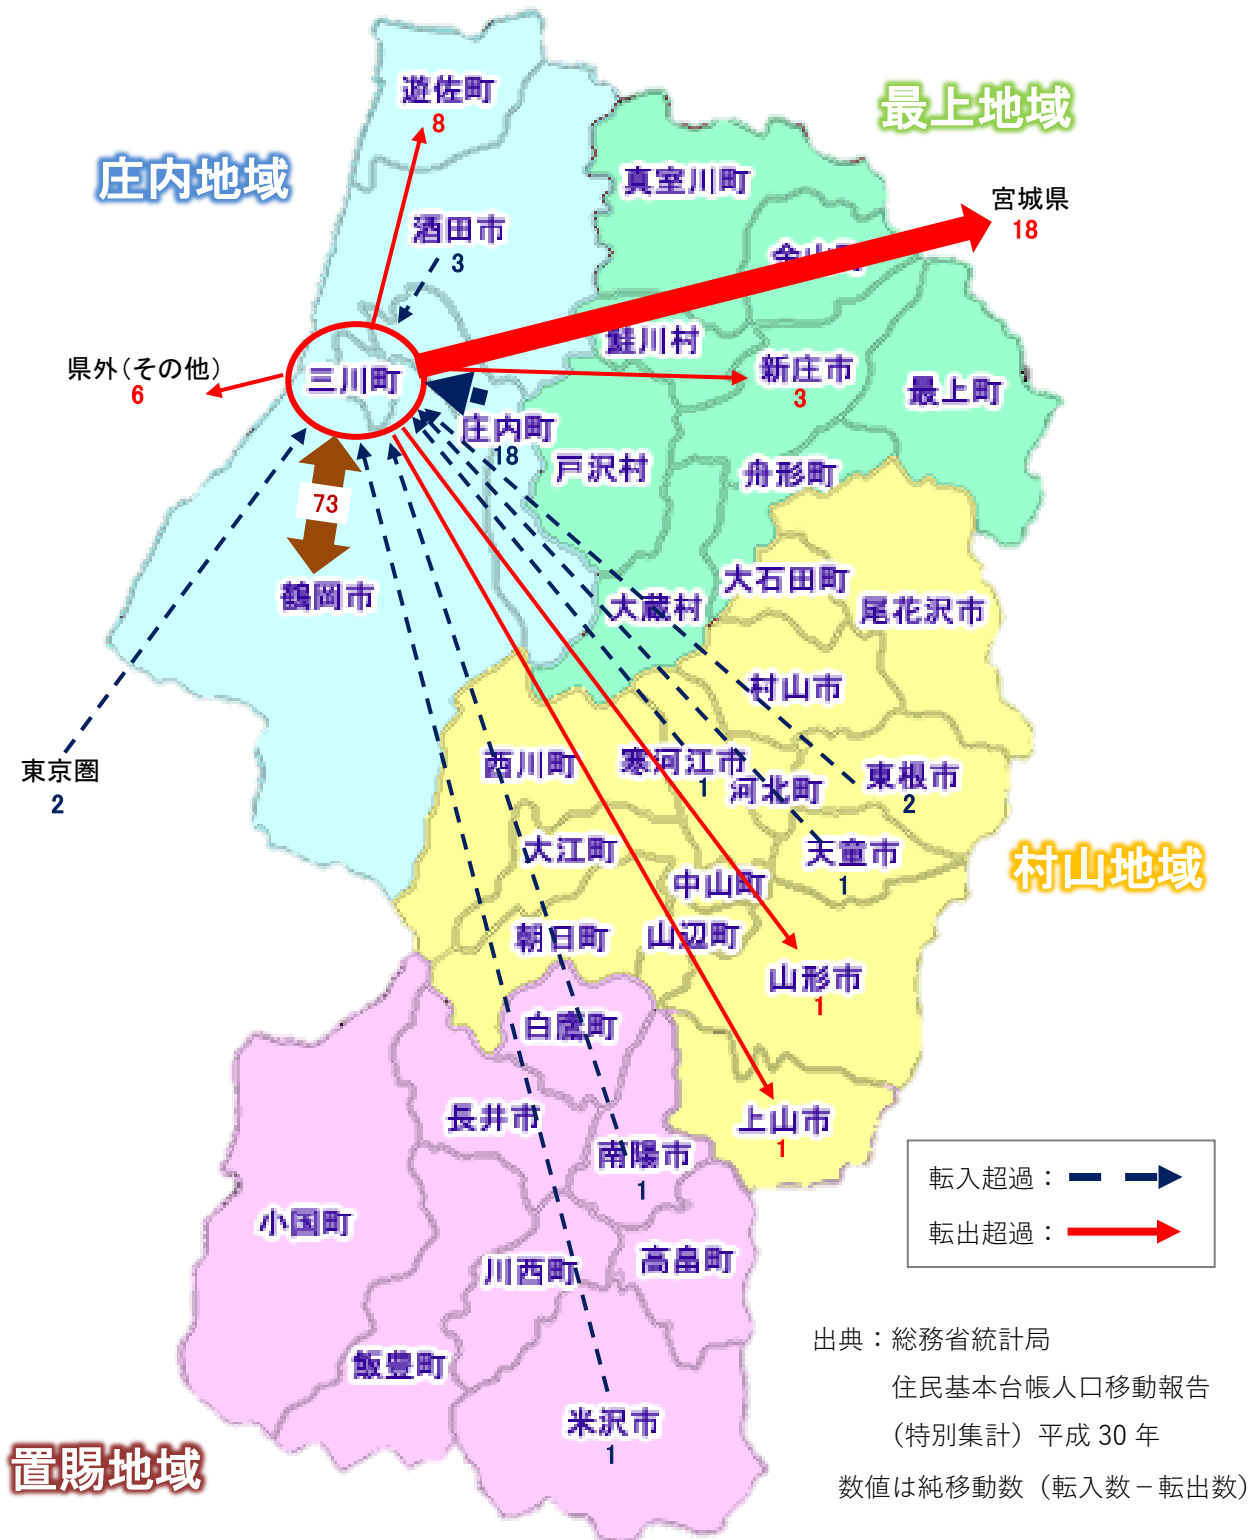 遊佐町
8
最上地域
庄内地域
真室川町
宮城県
18
酒田市
3
金山町
鮭川村
県外(その他)
6
三川町
新庄市
3
最上町
庄内町
18
戸沢村
舟形町
73
鶴岡市
大石田町
大蔵村
尾花沢市
村山市
東京圏
2
西川町
寒河江市
1
河北町
東根市
2
大江町
天童市
1
村山地域
中山町
朝日町
山辺町
山形市
1
白鷹町
長井市
上山市
1
南陽市
1
転入超過：
転出超過：
小国町
川西町
高畠町
飯豊町
米沢市
1
置賜地域
出典：総務省統計局
住民基本台帳人口移動報告
(特別集計) 平成 30 年
数値は純移動数（転入数－転出数）